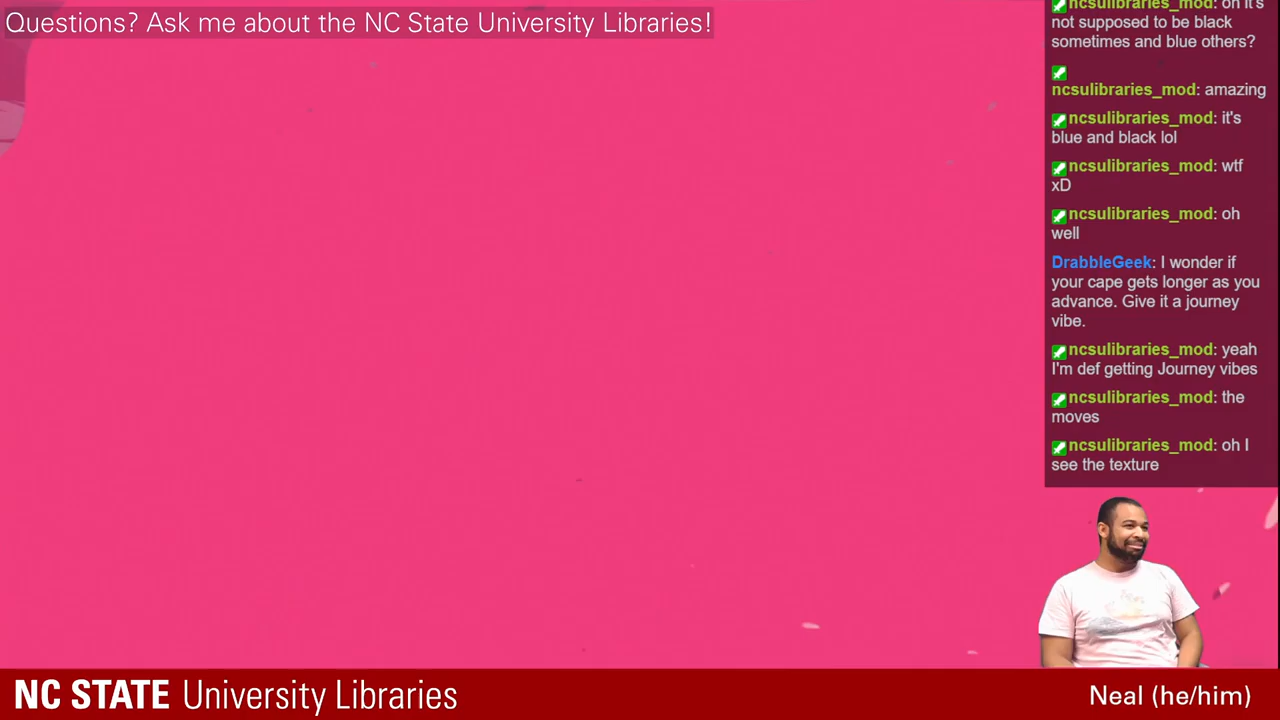 Questions? Ask me about the NC State University Libraries!
ncsulibraries_mod: oh it's
not supposed to be black
sometimes and blue others?
ncsulibraries_mod: amazing
ncsulibraries_mod: it's
blue and black lol
ncsulibraries_mod: wtf
xD
ncsulibraries_mod: oh
well
DrabbleGeek: I wonder if
your cape gets longer as you
advance. Give it a journey
vibe.
ncsulibraries_mod: yeah
I'm def getting Journey vibes
ncsulibraries_mod: the
moves
ncsulibraries_mod: oh I
see the texture
NC STATE University Libraries
Neal (he/him)